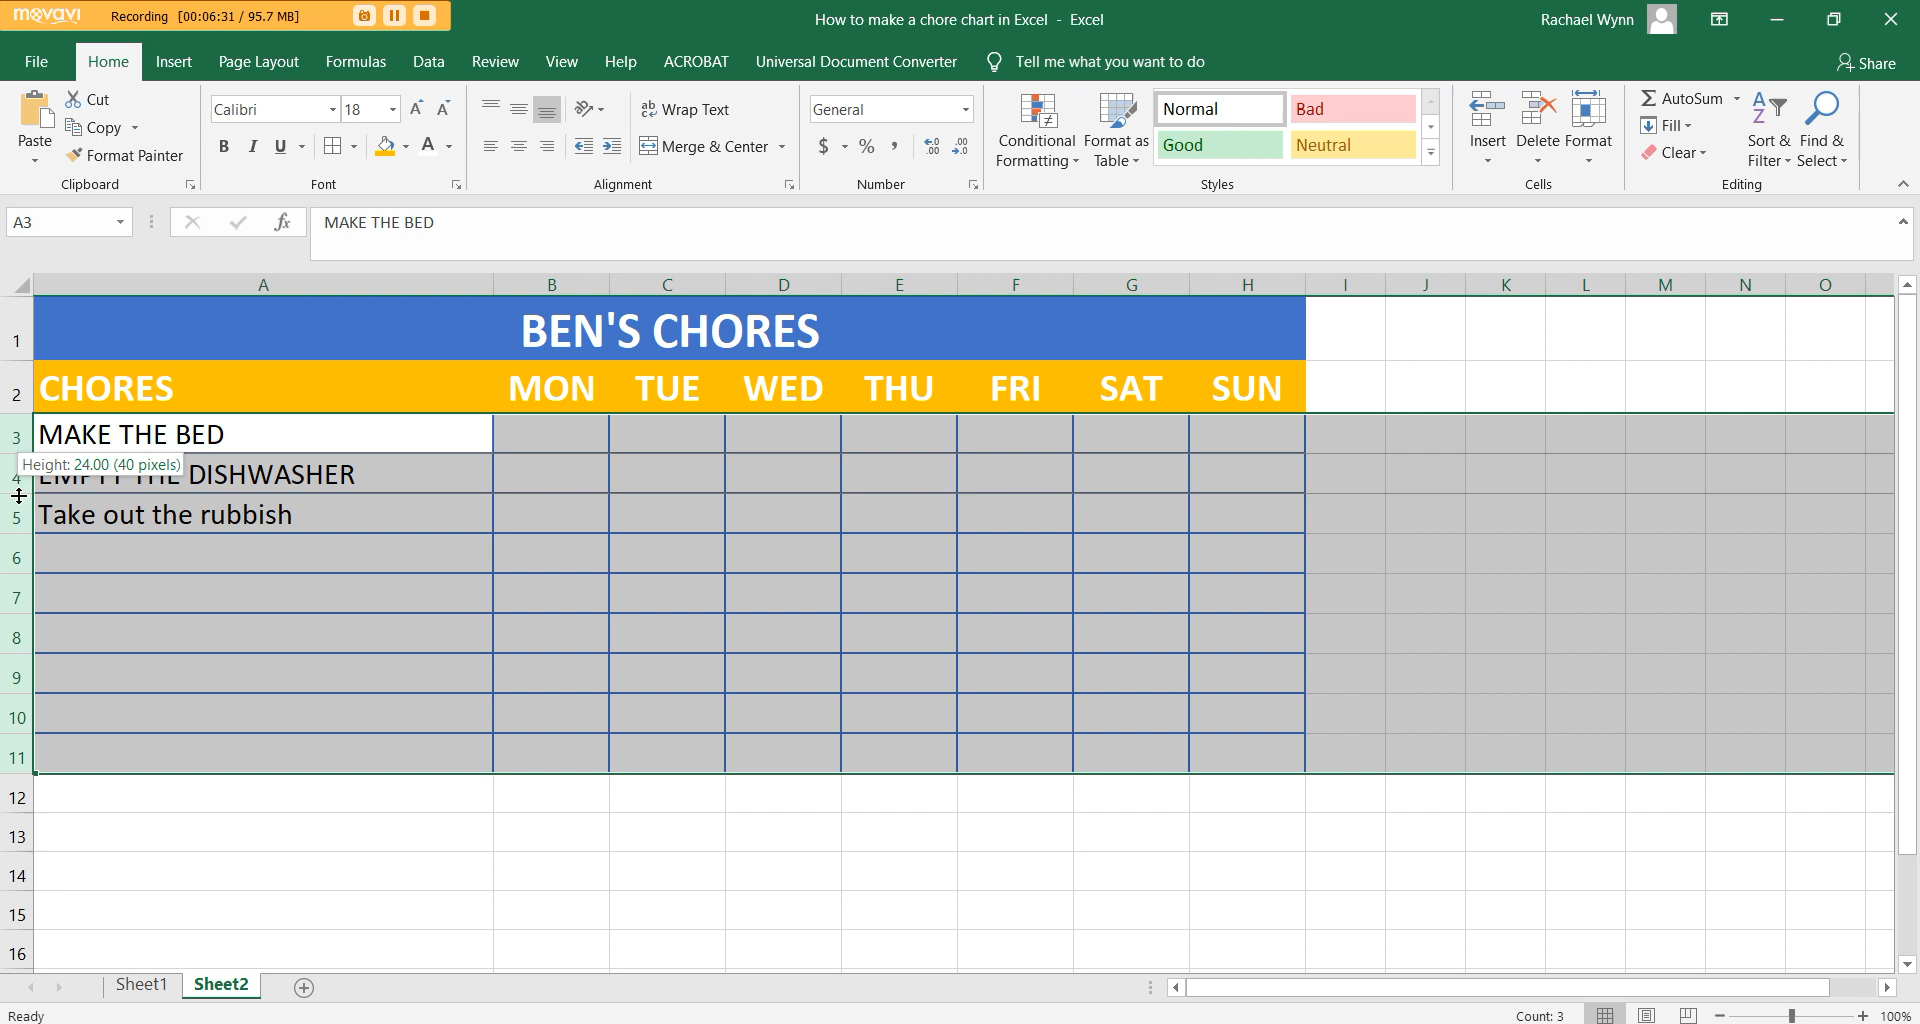 movavi Recording [00:06:31 / 95.7 MB]
How to make a chore chart in Excel - Excel
Rachael Wynn
File Home Insert Page Layout Formulas Data Review View Help ACROBAT Universal Document Converter Tell me what you want to do Share
Paste
Cut
Copy
Format Painter
Clipboard
Calibri 18
B I U
Font
Wrap Text
Merge & Center
Alignment
General
$ % ,
Number
Conditional Formatting
Format as Table
Normal Bad
Good Neutral
Styles
Insert Delete Format
Cells
AutoSum
Fill
Clear
Sort & Filter
Find & Select
Editing
A3 fx MAKE THE BED
A B C D E F G H I J K L M N O
1 BEN'S CHORES
2 CHORES MON TUE WED THU FRI SAT SUN
3 MAKE THE BED
Height: 24.00 (40 pixels)
4 EMPTY THE DISHWASHER
5 Take out the rubbish
6
7
8
9
10
11
12
13
14
15
16
Sheet1 Sheet2
Ready Count: 3 100%